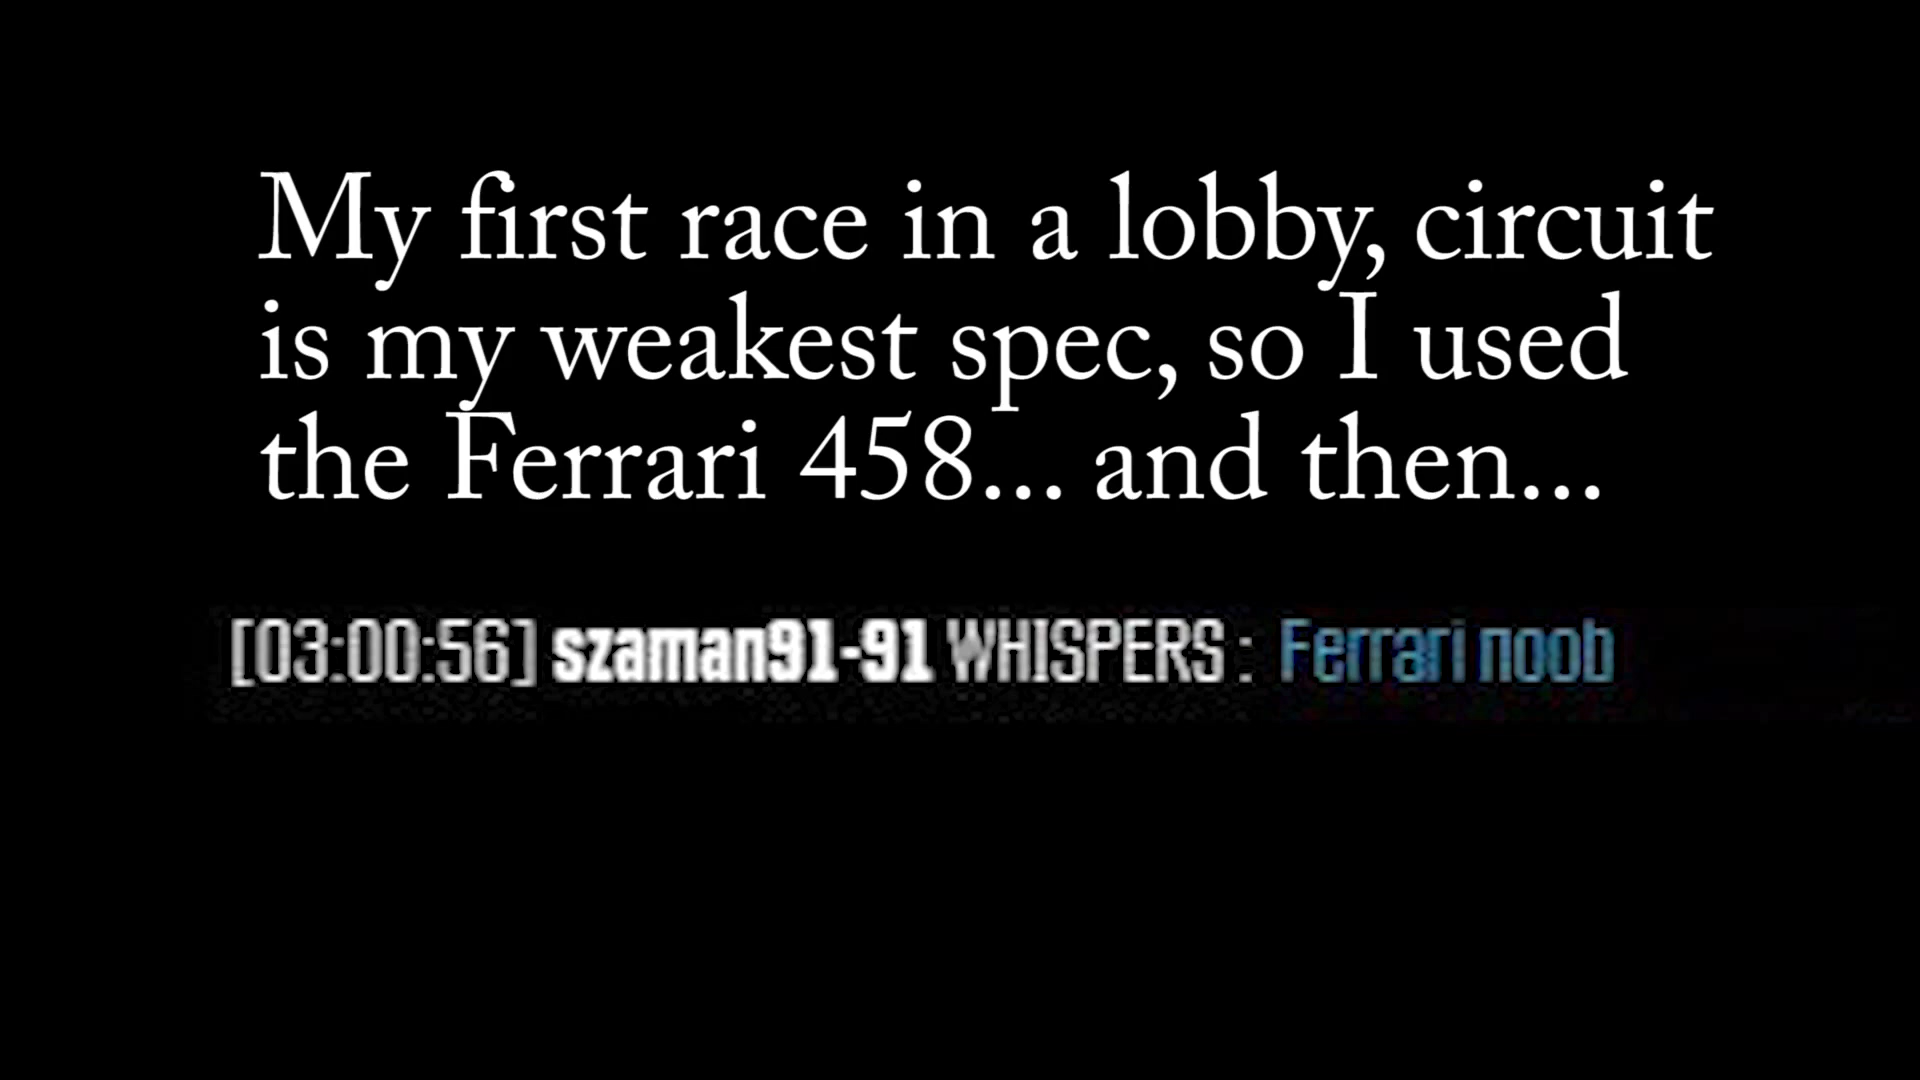 My first race in a lobby, circuit
is my weakest spec, so I used
the Ferrari 458... and then...
[03:00:56] szaman91-91 WHISPERS : Ferrari noob